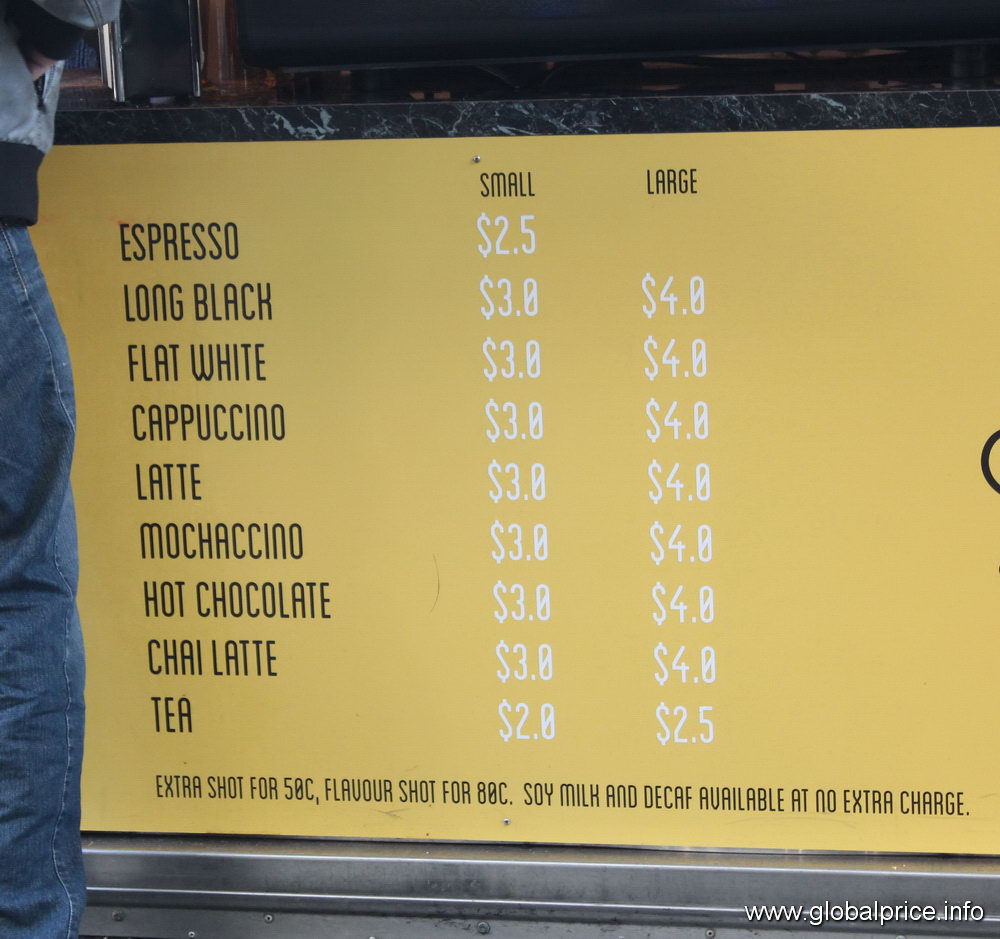 SMALL LARGE
ESPRESSO $2.5
LONG BLACK $3.0 $4.0
FLAT WHITE $3.0 $4.0
CAPPUCCINO $3.0 $4.0
LATTE $3.0 $4.0
MOCHACCINO $3.0 $4.0
HOT CHOCOLATE $3.0 $4.0
CHAI LATTE $3.0 $4.0
TEA $2.0 $2.5
EXTRA SHOT FOR 50C, FLAVOUR SHOT FOR 80C. SOY MILK AND DECAF AVAILABLE AT NO EXTRA CHARGE.
www.globalprice.info